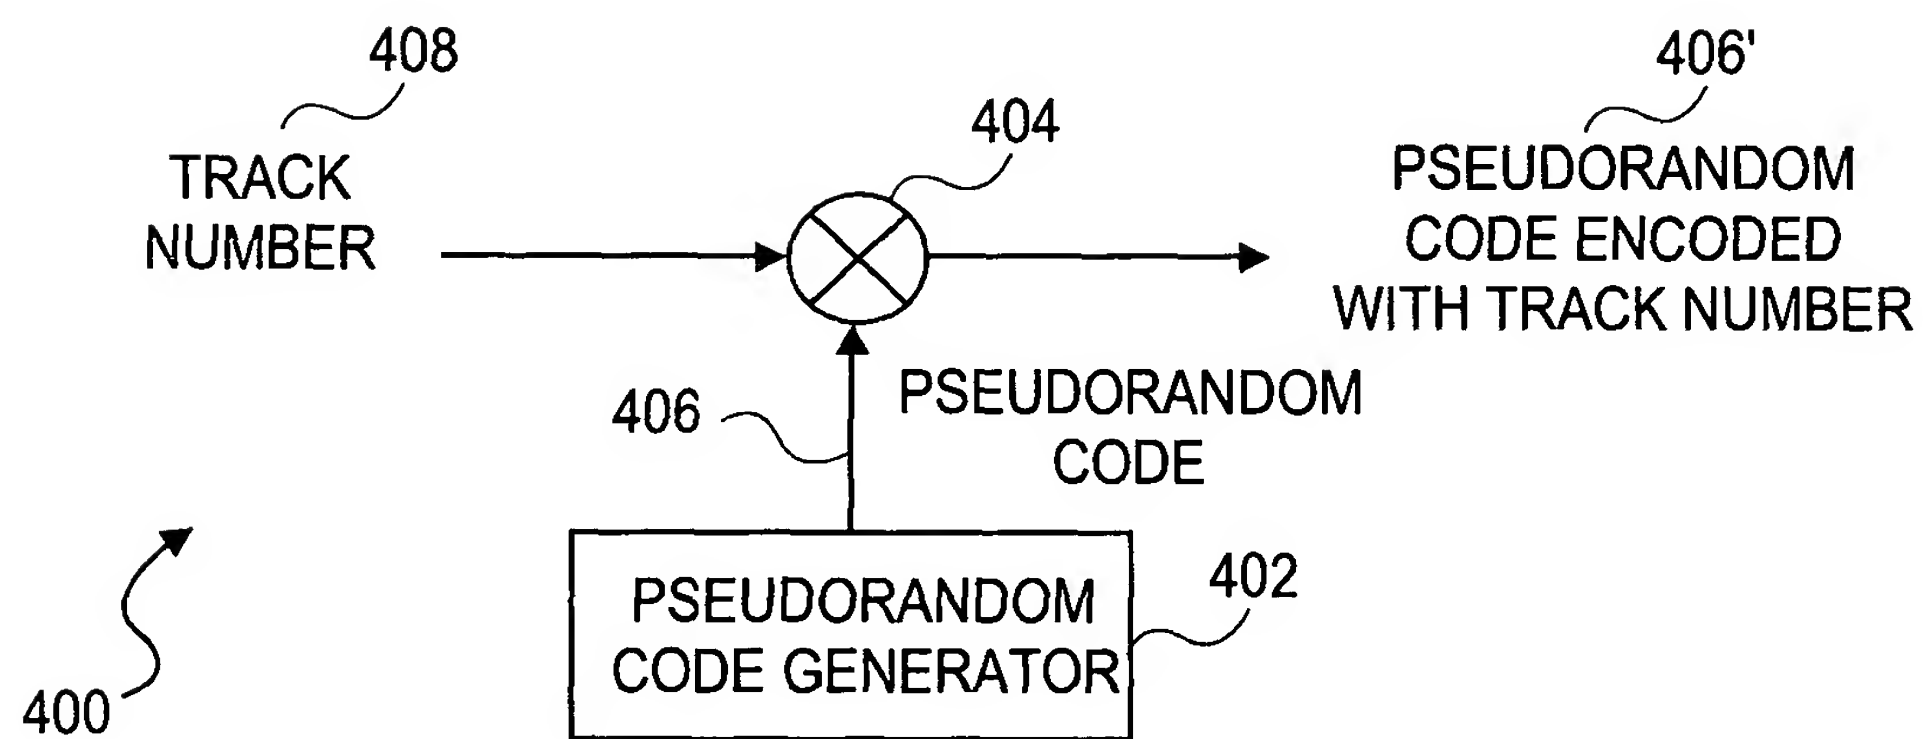 408
TRACK
NUMBER
404
406'
PSEUDORANDOM
CODE ENCODED
WITH TRACK NUMBER
406
PSEUDORANDOM
CODE
PSEUDORANDOM
CODE GENERATOR
402
400